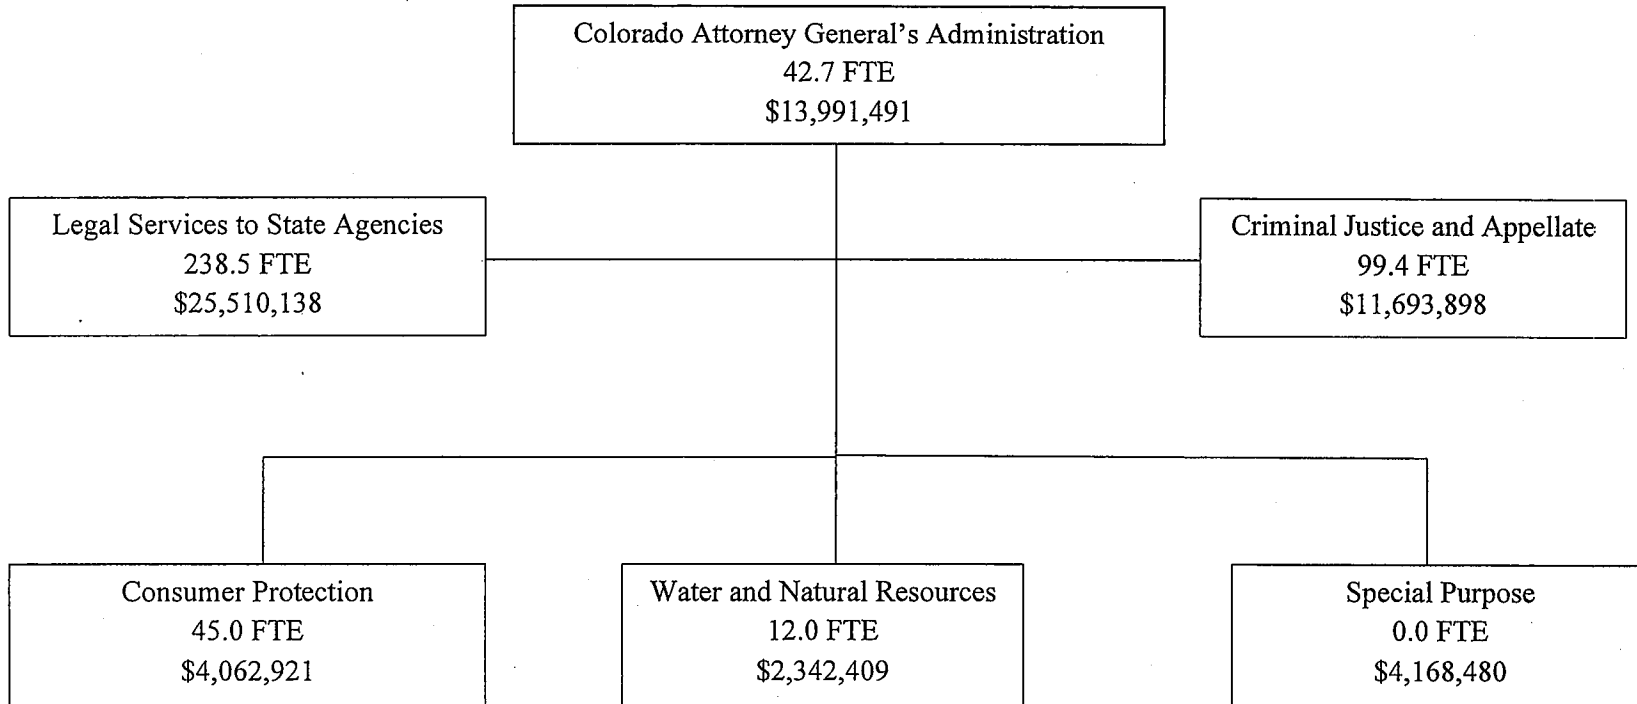 Colorado Attorney General's Administration
42.7 FTE
$13,991,491
Legal Services to State Agencies
238.5 FTE
$25,510,138
Criminal Justice and Appellate
99.4 FTE
$11,693,898
Consumer Protection
45.0 FTE
$4,062,921
Water and Natural Resources
12.0 FTE
$2,342,409
Special Purpose
0.0 FTE
$4,168,480